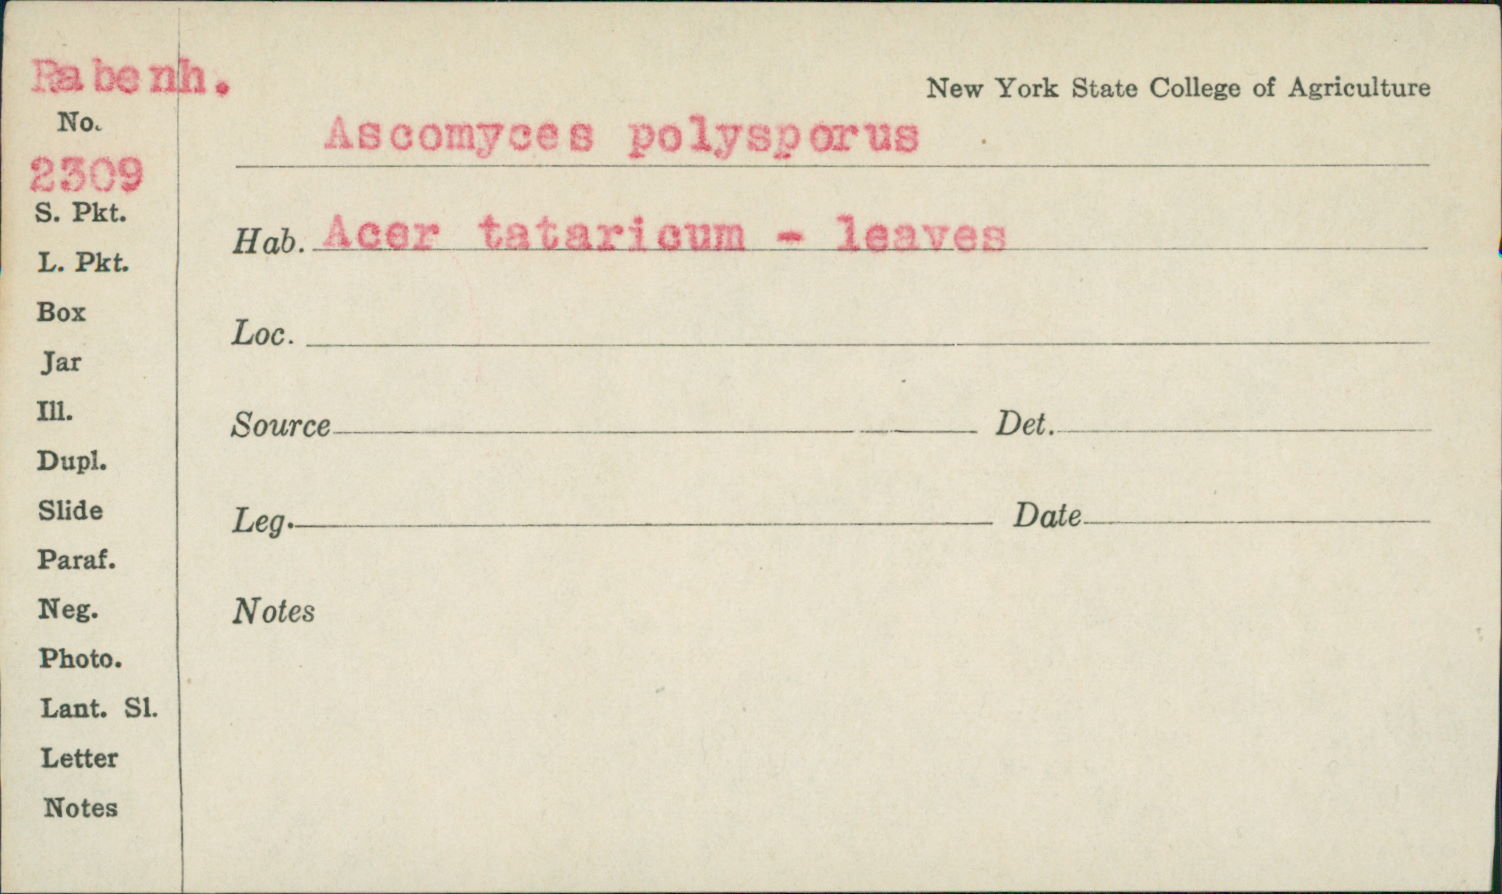 Rabenh.
No.
2309
S. Pkt.
L. Pkt.
Box
Jar
Ill.
Dupl.
Slide
Paraf.
Neg.
Photo.
Lant. Sl.
Letter
Notes
New York State College of Agriculture
Ascomyces polysporus
Hab. Acer tataricum - leaves
Loc.
Source Det.
Leg. Date
Notes